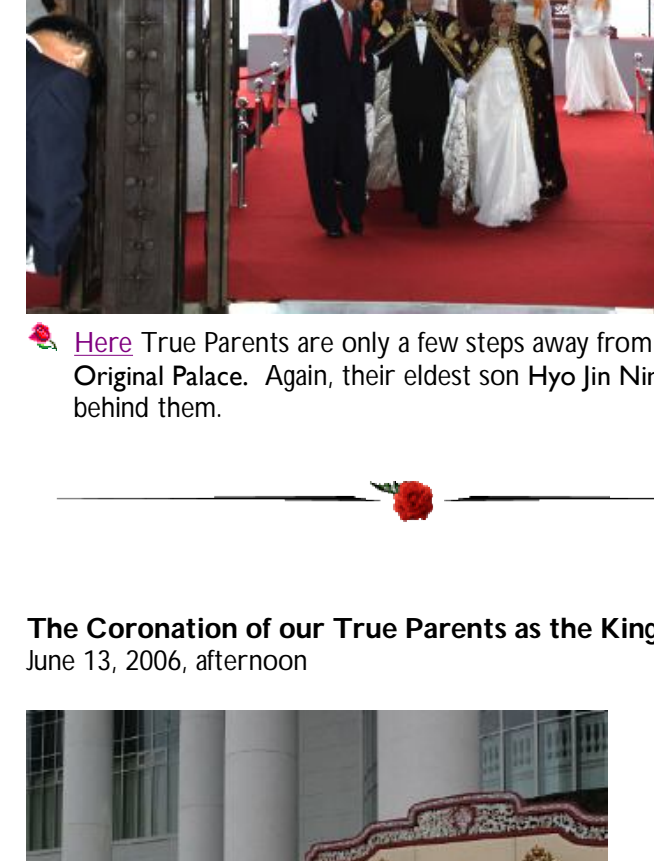 Here True Parents are only a few steps away from
Original Palace.  Again, their eldest son Hyo Jin Nim
behind them.
The Coronation of our True Parents as the King
June 13, 2006, afternoon